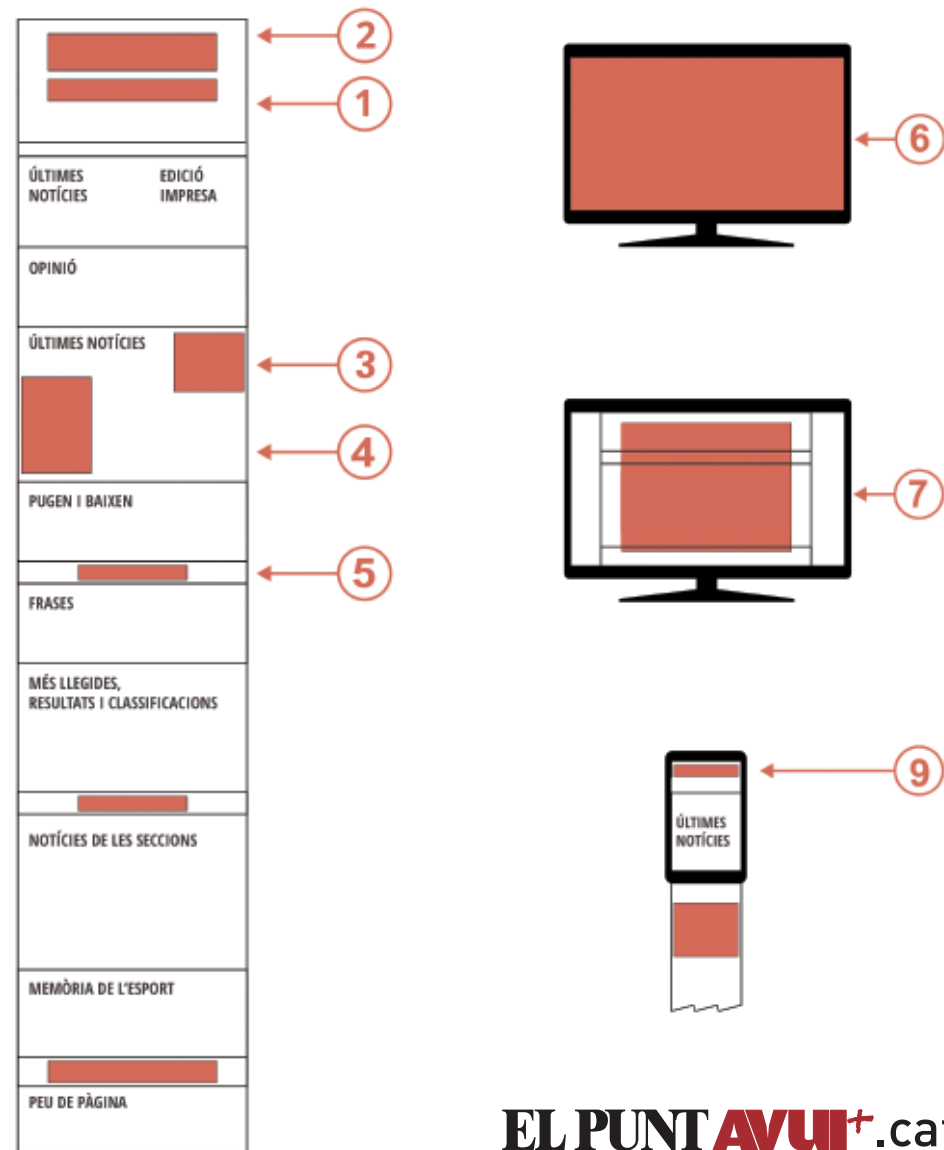 2
1
6
ÚLTIMES
NOTÍCIES
EDICIÓ
IMPRESA
OPINIÓ
ÚLTIMES NOTÍCIES
3
4
7
PUGEN I BAIXEN
5
FRASES
MÉS LLEGIDES,
RESULTATS I CLASSIFICACIONS
9
ÚLTIMES
NOTÍCIES
NOTÍCIES DE LES SECCIONS
MEMÒRIA DE L'ESPORT
PEU DE PÀGINA
EL PUNT AVUI+.cat